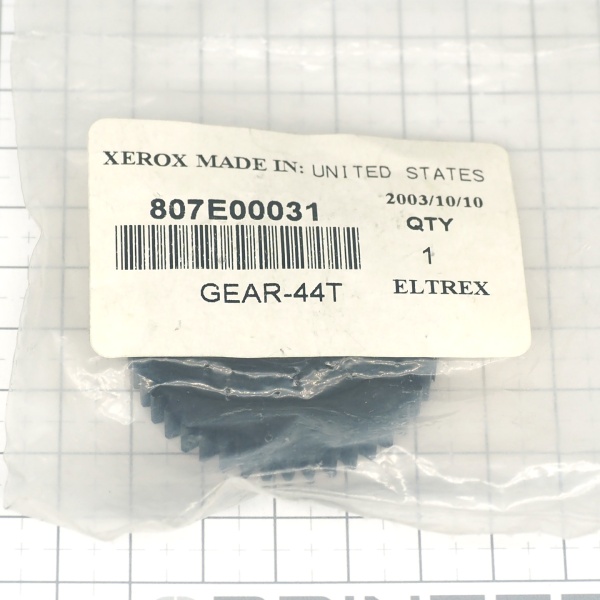 XEROX MADE IN: UNITED STATES
807E00031
2003/10/10
QTY
1
GEAR-44T
ELTREX